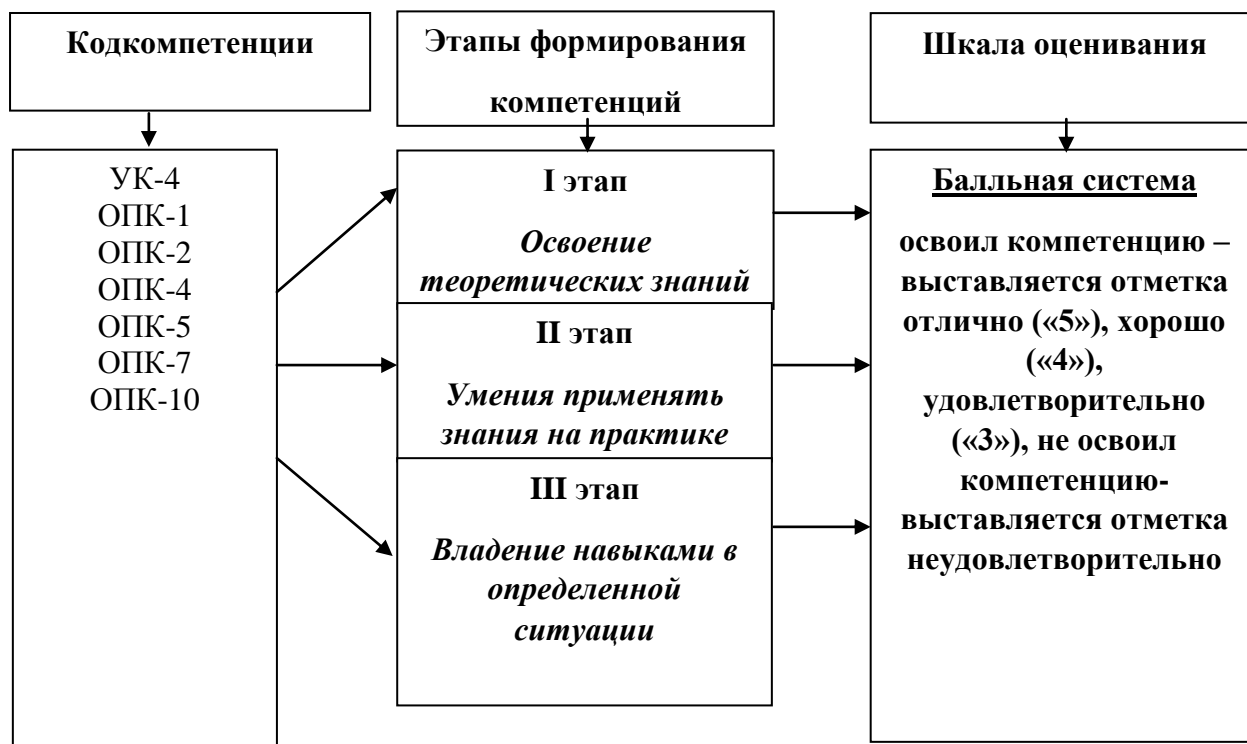 Кодкомпетенции
Этапы формирования
компетенций
Шкала оценивания
УК-4
ОПК-1
ОПК-2
ОПК-4
ОПК-5
ОПК-7
ОПК-10
I этап
Освоение
теоретических знаний
II этап
Умения применять
знания на практике
III этап
Владение навыками в
определенной
ситуации
Балльная система
освоил компетенцию –
выставляется отметка
отлично («5»), хорошо
(«4»),
удовлетворительно
(«3»), не освоил
компетенцию-
выставляется отметка
неудовлетворительно